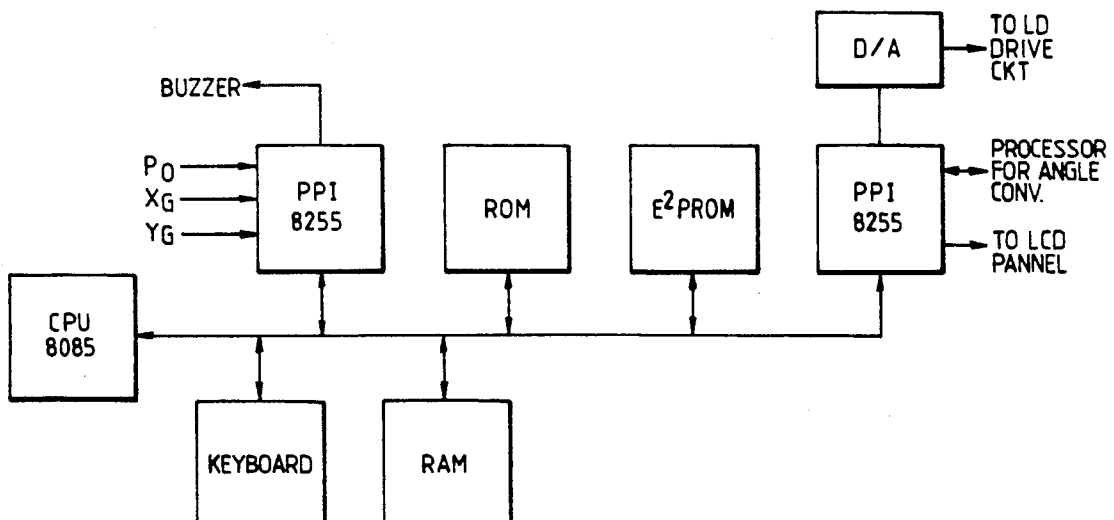 D/A
TO LD
DRIVE
CKT
BUZZER
PO
XG
YG
PPI
8255
ROM
E²PROM
PPI
8255
PROCESSOR
FOR ANGLE
CONV.
TO LCD
PANNEL
CPU
8085
KEYBOARD
RAM